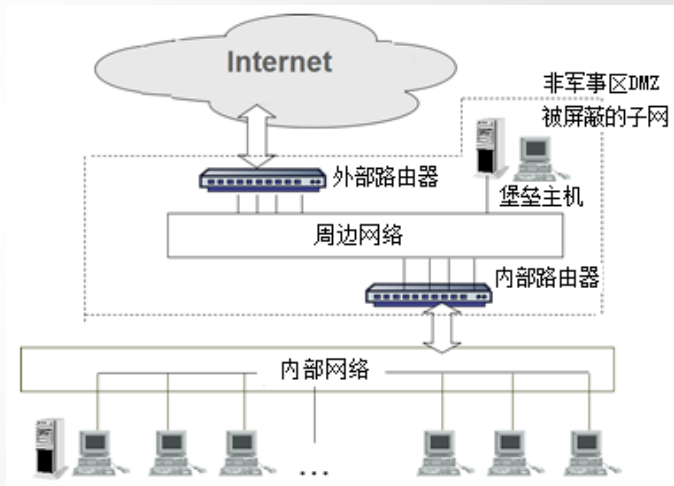 Internet
非军事区DMZ
被屏蔽的子网
外部路由器
堡垒主机
周边网络
内部路由器
内部网络
...